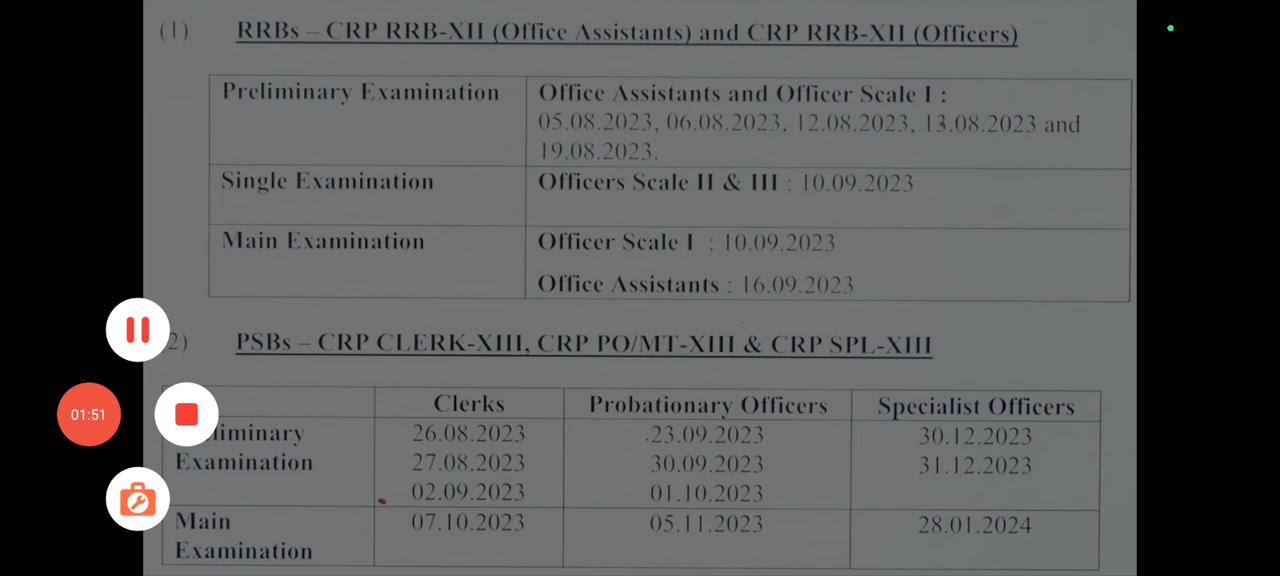 (1) RRBs – CRP RRB-XII (Office Assistants) and CRP RRB-XII (Officers)
Preliminary Examination
Office Assistants and Officer Scale I :
05.08.2023, 06.08.2023, 12.08.2023, 13.08.2023 and
19.08.2023.
Single Examination
Officers Scale II & III : 10.09.2023
Main Examination
Officer Scale I : 10.09.2023
Office Assistants : 16.09.2023
2) PSBs – CRP CLERK-XIII, CRP PO/MT-XIII & CRP SPL-XIII
Clerks Probationary Officers Specialist Officers
26.08.2023 23.09.2023 30.12.2023
Examination 27.08.2023 30.09.2023 31.12.2023
02.09.2023 01.10.2023
Main 07.10.2023 05.11.2023 28.01.2024
Examination
01:51